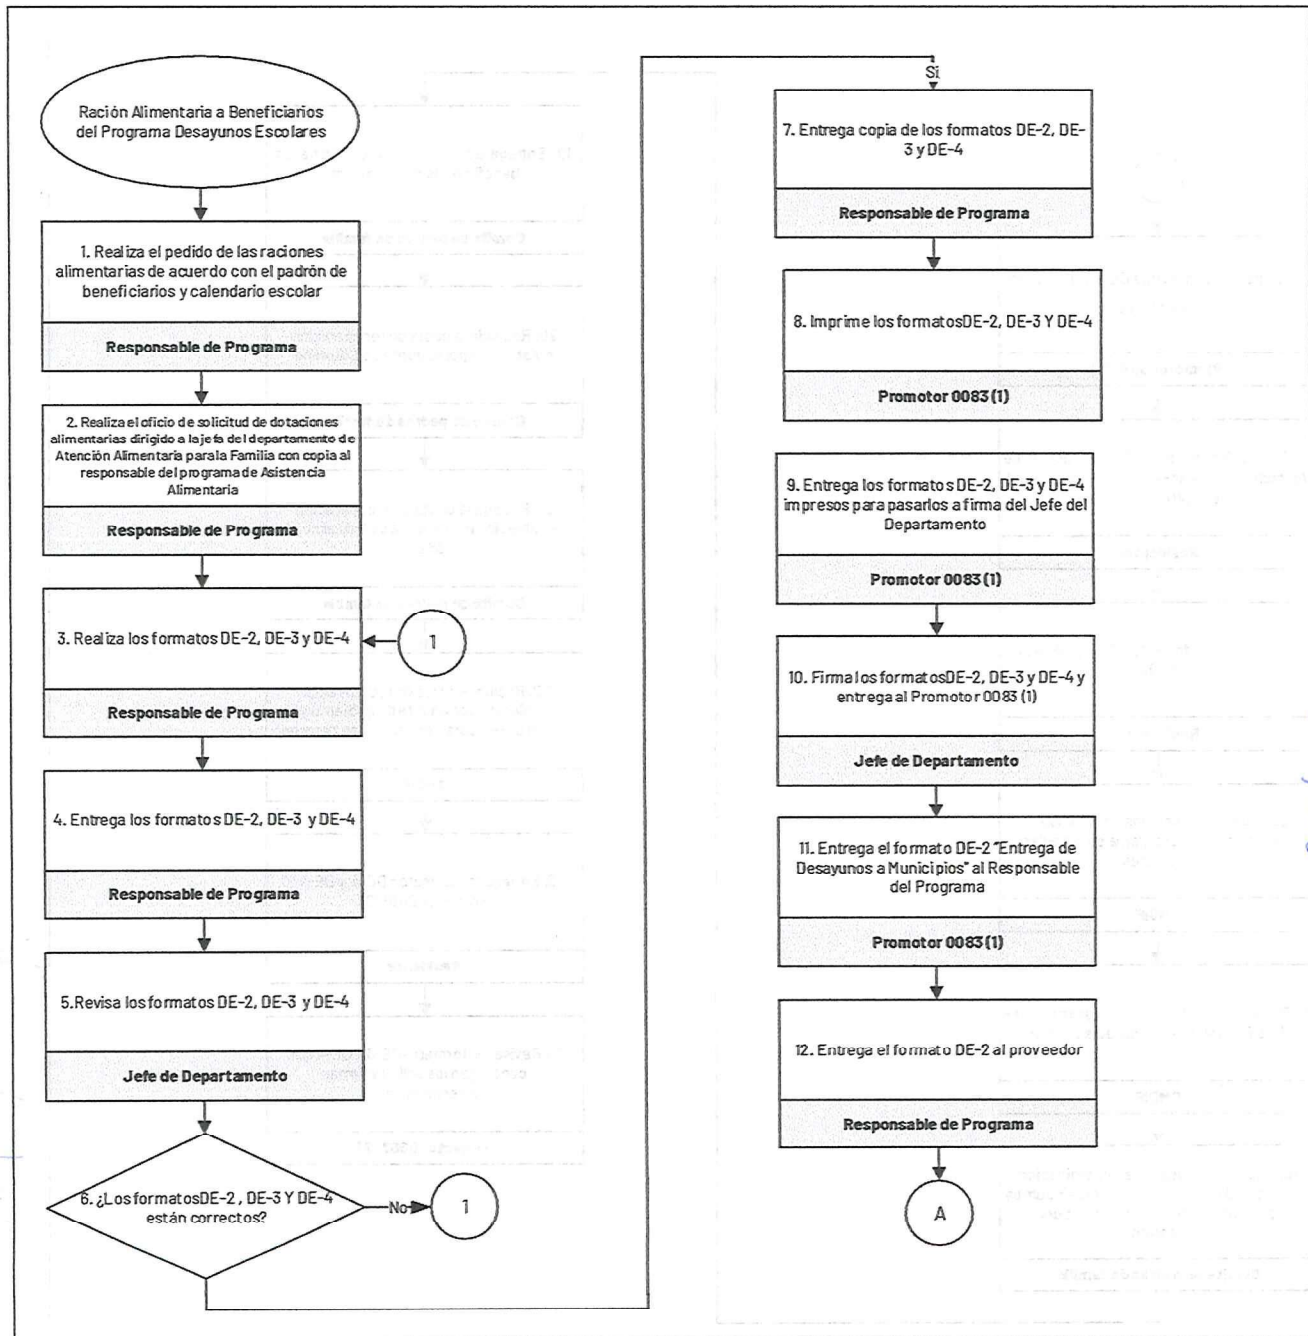 Ración Alimentaria a Beneficiarios
del Programa Desayunos Escolares
1. Realiza el pedido de las raciones
alimentarias de acuerdo con el padrón de
beneficiarios y calendario escolar
Responsable de Programa
2. Realiza el oficio de solicitud de dotaciones
alimentarias dirigido a la jefa del departamento de
Atención Alimentaria para la Familia con copia al
responsable del programa de Asistencia
Alimentaria
Responsable de Programa
3. Realiza los formatos DE-2, DE-3 y DE-4
1
Responsable de Programa
4. Entrega los formatos DE-2, DE-3 y DE-4
Responsable de Programa
5.Revisa los formatos DE-2, DE-3 y DE-4
Jefe de Departamento
6. ¿Los formatosDE-2 , DE-3 Y DE-4
están correctos?
No
1
Si
7. Entrega copia de los formatos DE-2, DE-
3 y DE-4
Responsable de Programa
8. Imprime los formatosDE-2, DE-3 Y DE-4
Promotor 0083 (1)
9. Entrega los formatos DE-2, DE-3 y DE-4
impresos para pasarlos a firma del Jefe del
Departamento
Promotor 0083 (1)
10. Firma los formatosDE-2, DE-3 y DE-4 y
entrega al Promotor 0083 (1)
Jefe de Departamento
11. Entrega el formato DE-2 "Entrega de
Desayunos a Municipios" al Responsable
del Programa
Promotor 0083 (1)
12. Entrega el formato DE-2 al proveedor
Responsable de Programa
A